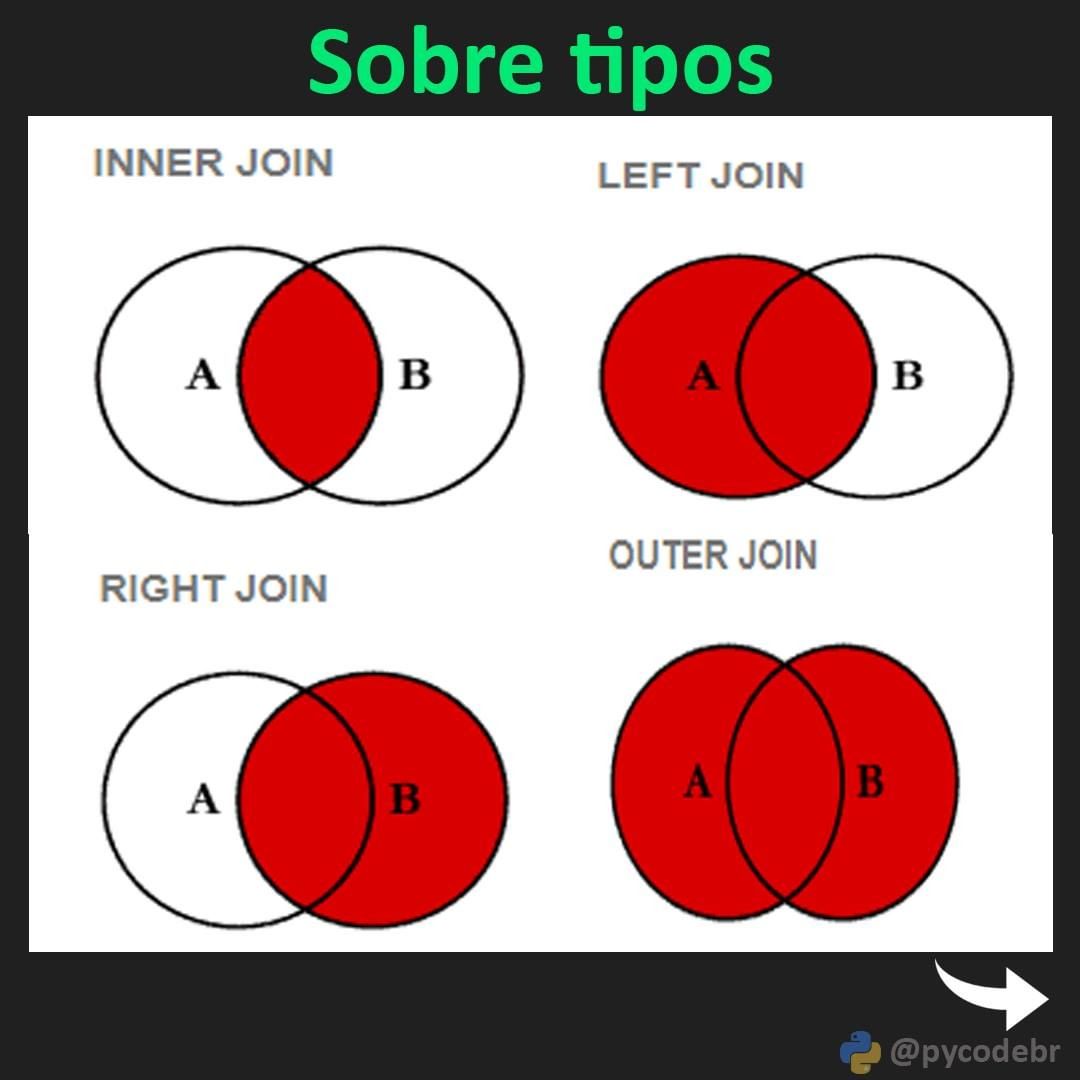 Sobre tipos
INNER JOIN
LEFT JOIN
A
B
A
B
RIGHT JOIN
OUTER JOIN
A
B
A
B
@pycodebr